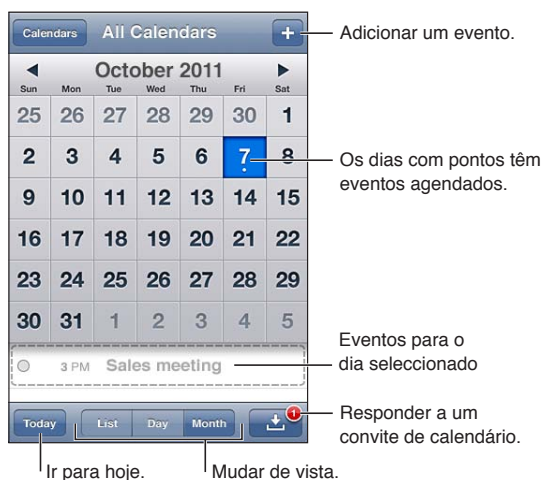 Calendars All Calendars +
Adicionar um evento.
October 2011
Sun Mon Tue Wed Thu Fri Sat
25 26 27 28 29 30 1
2 3 4 5 6 7 8
Os dias com pontos têm
eventos agendados.
9 10 11 12 13 14 15
16 17 18 19 20 21 22
23 24 25 26 27 28 29
30 31 1 2 3 4 5
3 PM Sales meeting
Eventos para o
dia seleccionado
Today List Day Month 1
Responder a um
convite de calendário.
Ir para hoje.
Mudar de vista.